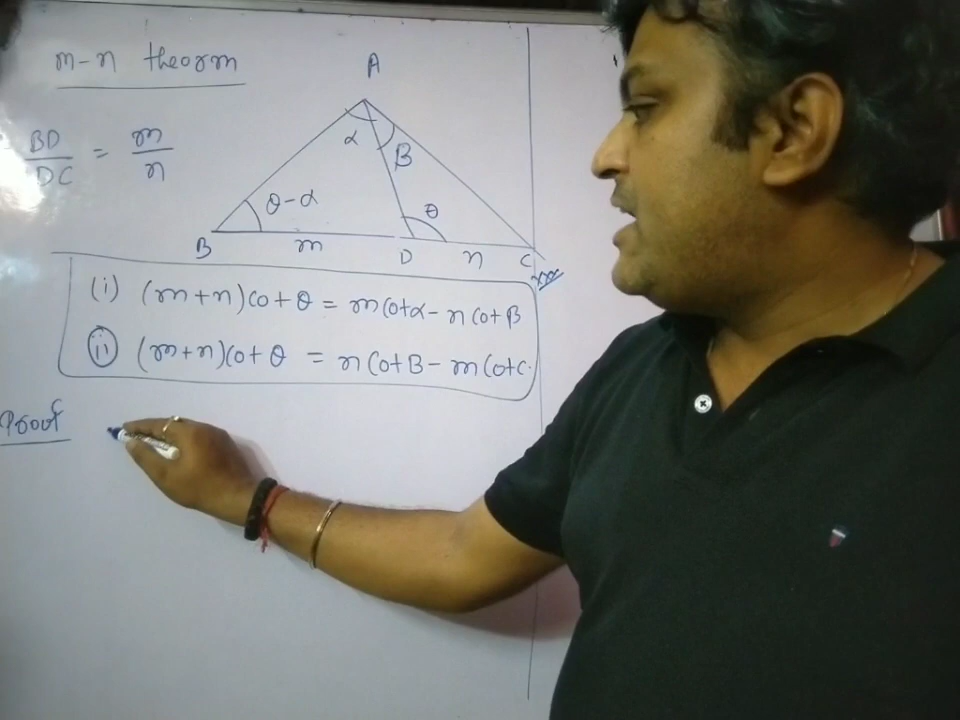 m-n theorm
A
BD/DC = m/n
α β
θ-α θ
B m D n C
(i) (m+n)cot θ = m cot α - n cot β
(ii) (m+n)cot θ = n cot B - m cot C.
Proof